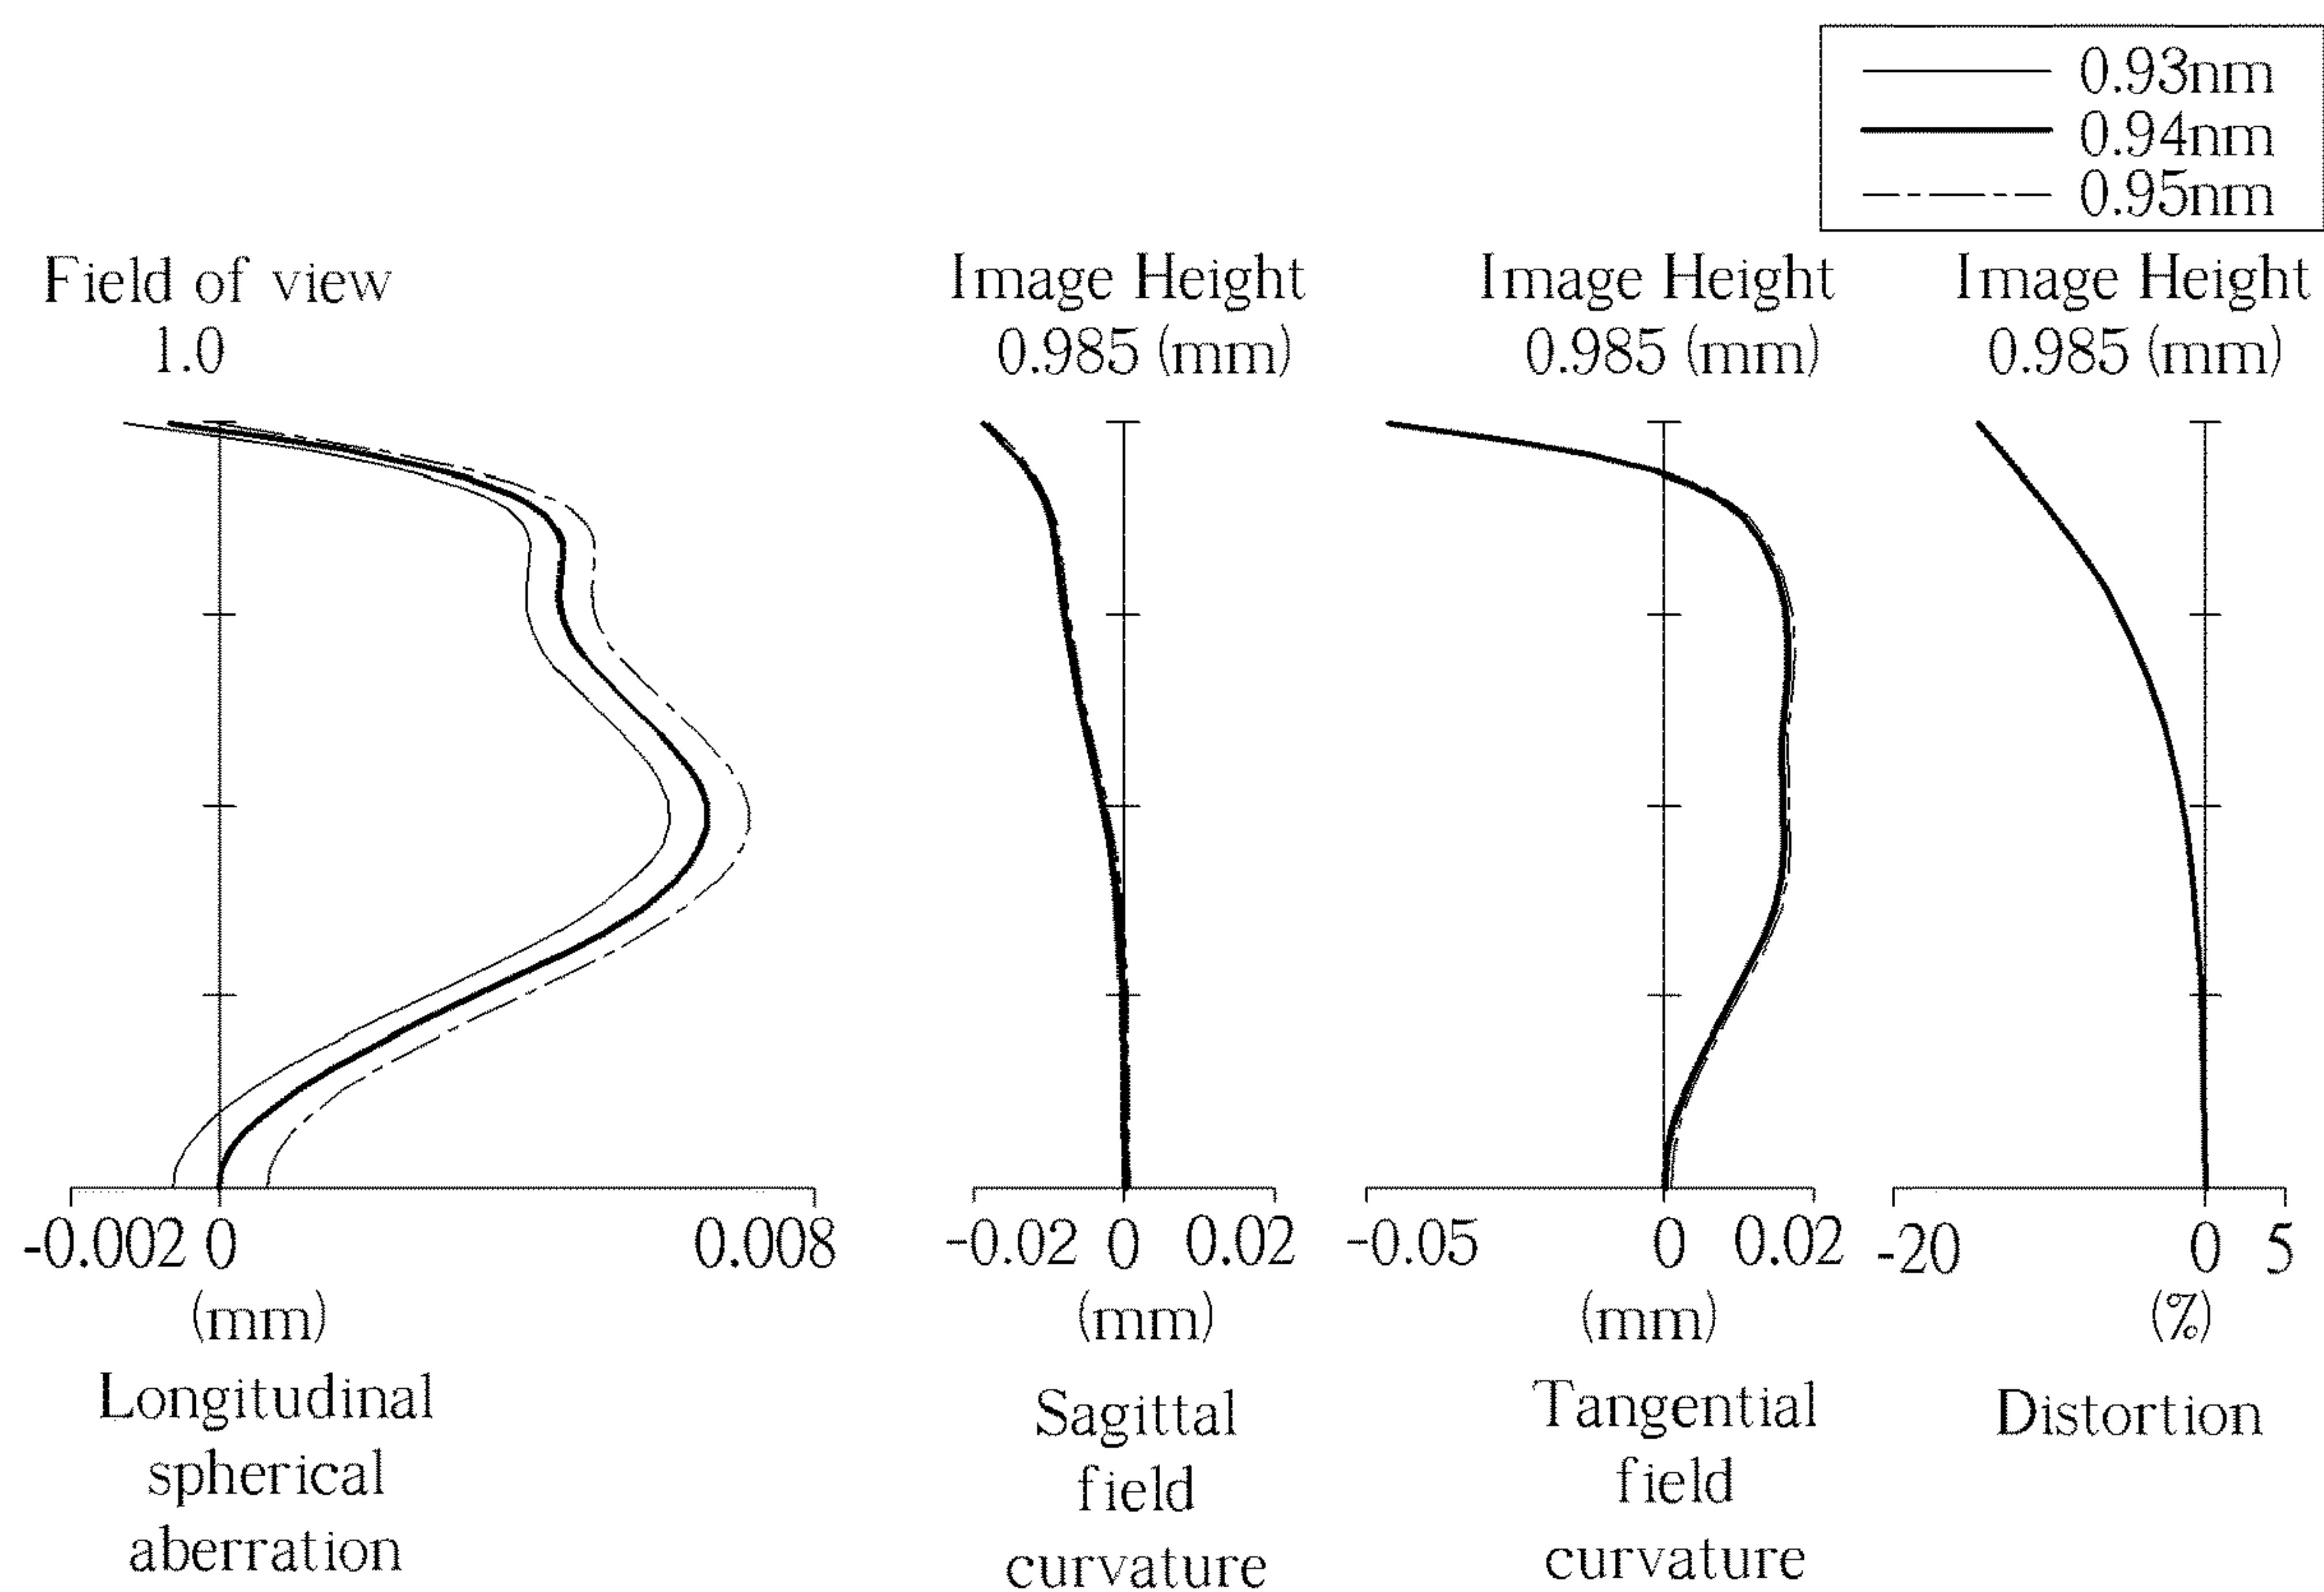 0.93nm
0.94nm
0.95nm
Field of view
1.0
Image Height
0.985 (mm)
Image Height
0.985 (mm)
Image Height
0.985 (mm)
-0.002 0 0.008
(mm)
Longitudinal
spherical
aberration
-0.02 0 0.02
(mm)
Sagittal
field
curvature
-0.05 0 0.02
(mm)
Tangential
field
curvature
-20 0 5
(%)
Distortion